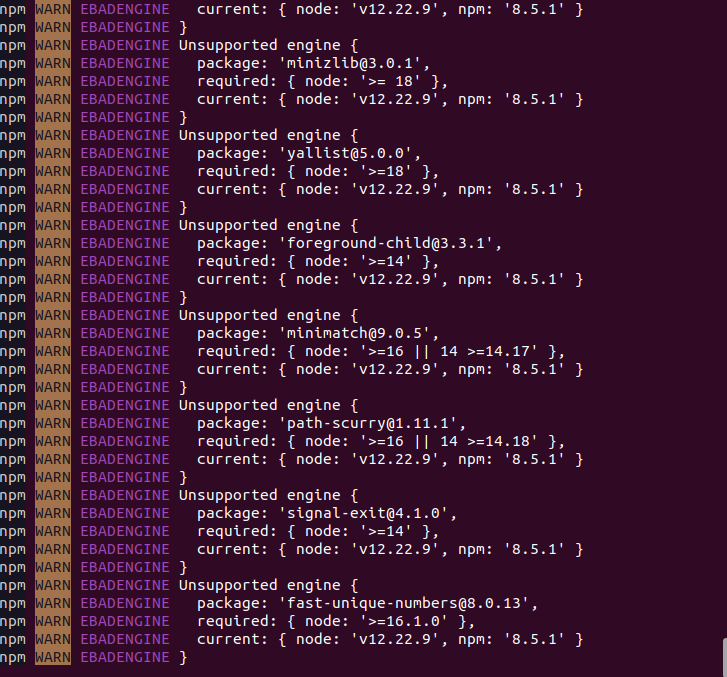 npm WARN EBADENGINE   current: { node: 'v12.22.9', npm: '8.5.1' }
npm WARN EBADENGINE }
npm WARN EBADENGINE Unsupported engine {
npm WARN EBADENGINE   package: 'minizlib@3.0.1',
npm WARN EBADENGINE   required: { node: '>= 18' },
npm WARN EBADENGINE   current: { node: 'v12.22.9', npm: '8.5.1' }
npm WARN EBADENGINE }
npm WARN EBADENGINE Unsupported engine {
npm WARN EBADENGINE   package: 'yallist@5.0.0',
npm WARN EBADENGINE   required: { node: '>=18' },
npm WARN EBADENGINE   current: { node: 'v12.22.9', npm: '8.5.1' }
npm WARN EBADENGINE }
npm WARN EBADENGINE Unsupported engine {
npm WARN EBADENGINE   package: 'foreground-child@3.3.1',
npm WARN EBADENGINE   required: { node: '>=14' },
npm WARN EBADENGINE   current: { node: 'v12.22.9', npm: '8.5.1' }
npm WARN EBADENGINE }
npm WARN EBADENGINE Unsupported engine {
npm WARN EBADENGINE   package: 'minimatch@9.0.5',
npm WARN EBADENGINE   required: { node: '>=16 || 14 >=14.17' },
npm WARN EBADENGINE   current: { node: 'v12.22.9', npm: '8.5.1' }
npm WARN EBADENGINE }
npm WARN EBADENGINE Unsupported engine {
npm WARN EBADENGINE   package: 'path-scurry@1.11.1',
npm WARN EBADENGINE   required: { node: '>=16 || 14 >=14.18' },
npm WARN EBADENGINE   current: { node: 'v12.22.9', npm: '8.5.1' }
npm WARN EBADENGINE }
npm WARN EBADENGINE Unsupported engine {
npm WARN EBADENGINE   package: 'signal-exit@4.1.0',
npm WARN EBADENGINE   required: { node: '>=14' },
npm WARN EBADENGINE   current: { node: 'v12.22.9', npm: '8.5.1' }
npm WARN EBADENGINE }
npm WARN EBADENGINE Unsupported engine {
npm WARN EBADENGINE   package: 'fast-unique-numbers@8.0.13',
npm WARN EBADENGINE   required: { node: '>=16.1.0' },
npm WARN EBADENGINE   current: { node: 'v12.22.9', npm: '8.5.1' }
npm WARN EBADENGINE }